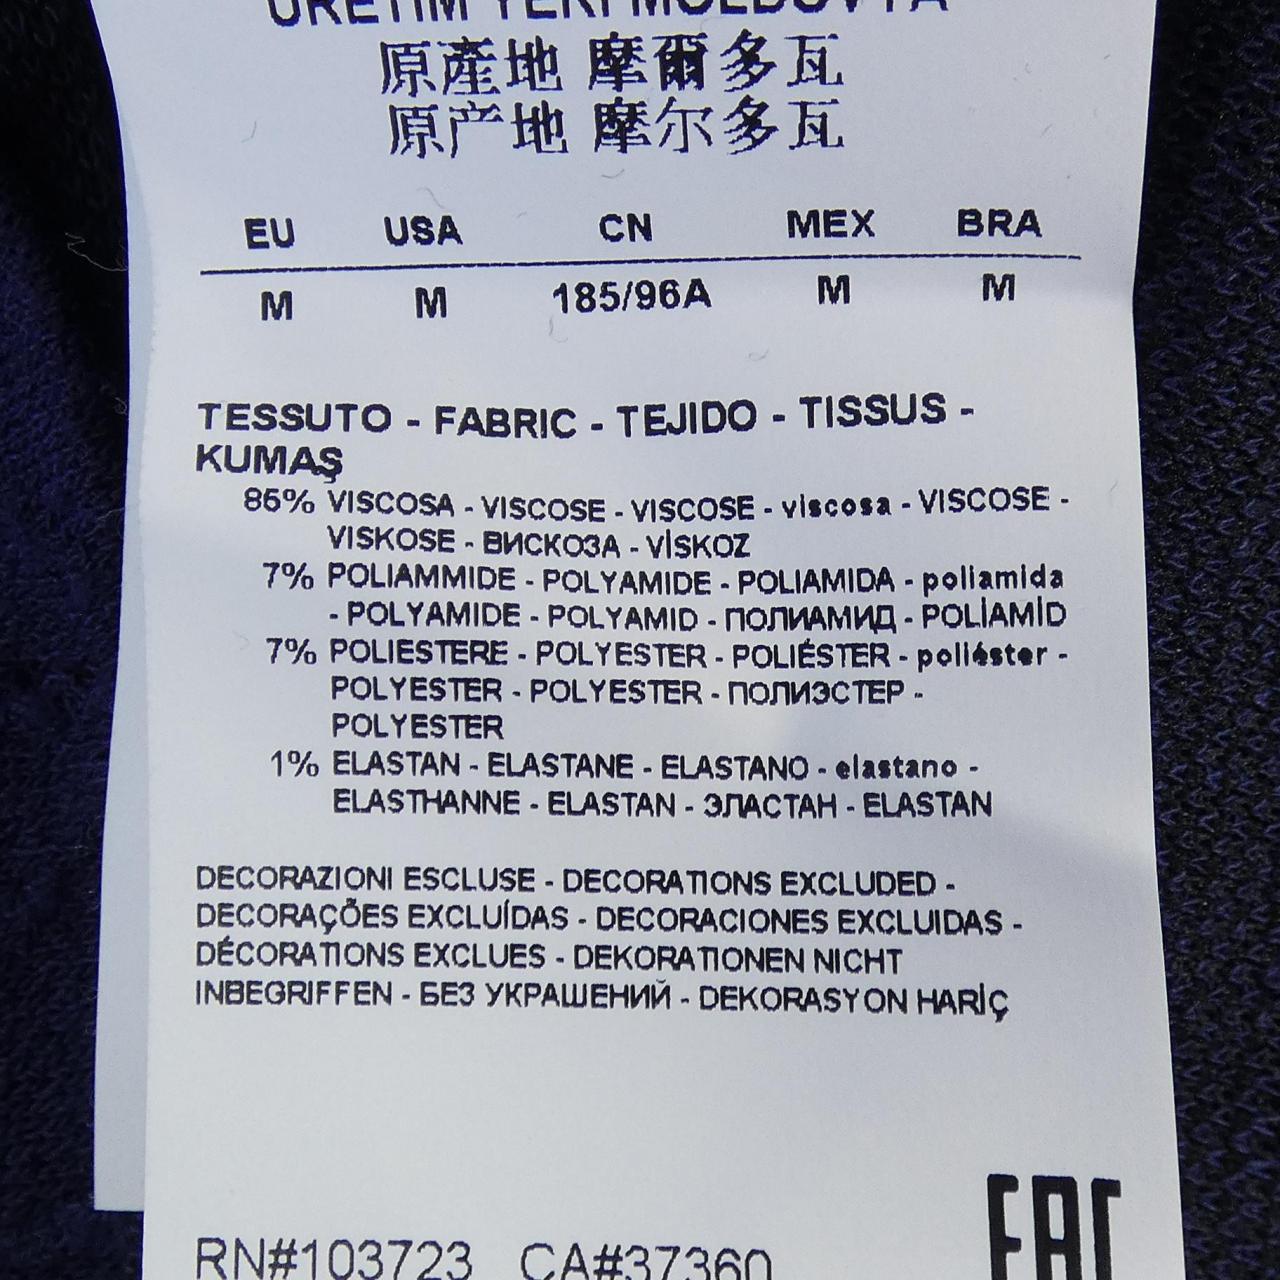 ÜRETİM YERİ MOLDOVYA
原產地 摩爾多瓦
原产地 摩尔多瓦
EU USA CN MEX BRA
M M 185/96A M M
TESSUTO - FABRIC - TEJIDO - TISSUS -
KUMAŞ
85% VISCOSA - VISCOSE - VISCOSE - viscosa - VISCOSE -
VISKOSE - ВИСКОЗА - VİSKOZ
7% POLIAMMIDE - POLYAMIDE - POLIAMIDA - poliamida
- POLYAMIDE - POLYAMID - ПОЛИАМИД - POLİAMİD
7% POLIESTERE - POLYESTER - POLIÉSTER - poliéster -
POLYESTER - POLYESTER - ПОЛИЭСТЕР -
POLYESTER
1% ELASTAN - ELASTANE - ELASTANO - elastano -
ELASTHANNE - ELASTAN - ЭЛАСТАН - ELASTAN
DECORAZIONI ESCLUSE - DECORATIONS EXCLUDED -
DECORAÇÕES EXCLUÍDAS - DECORACIONES EXCLUIDAS -
DÉCORATIONS EXCLUES - DEKORATIONEN NICHT
INBEGRIFFEN - БЕЗ УКРАШЕНИЙ - DEKORASYON HARİÇ
RN#103723 CA#37360
EAC